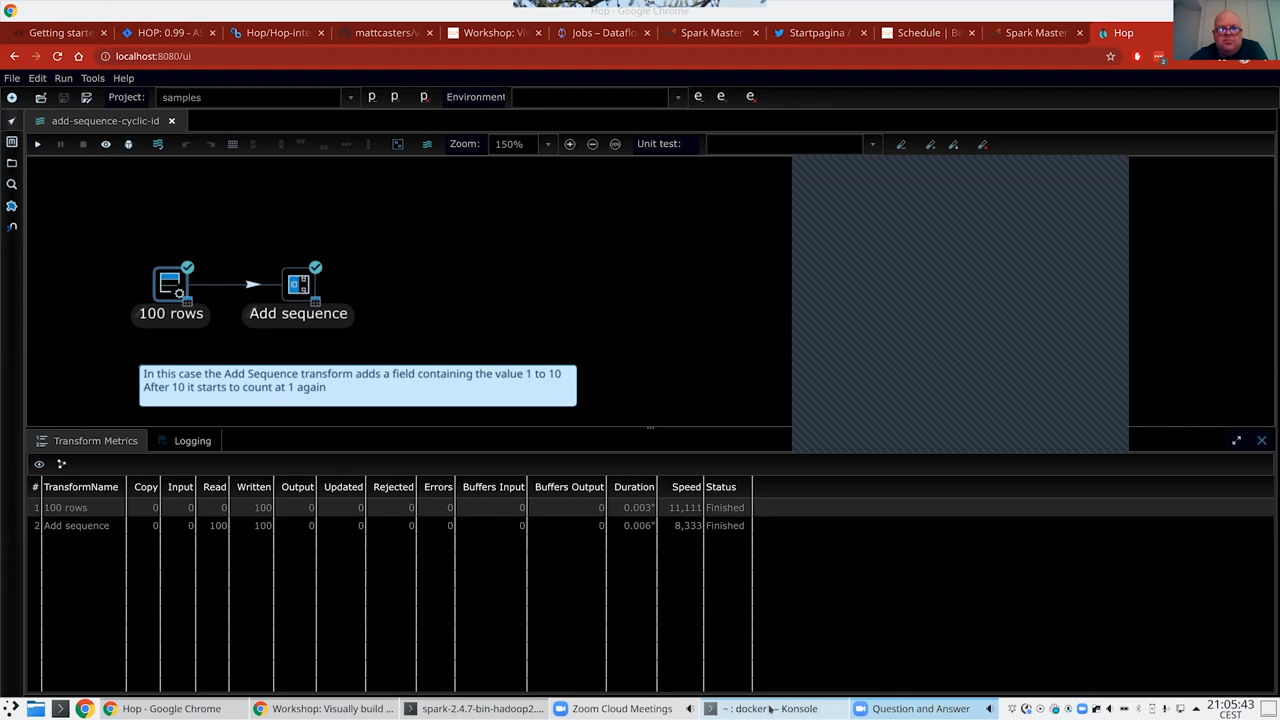 Hop - Google Chrome
Getting starte
HOP: 0.99 - AS
Hop/Hop-inte
mattcasters/v
Workshop: Vis
Jobs – Dataflo
Spark Master
Startpagina /
Schedule | Be
Spark Master
Hop
localhost:8080/ui
File Edit Run Tools Help
Project: samples Environment
add-sequence-cyclic-id
Zoom: 150% Unit test:
100 rows Add sequence
In this case the Add Sequence transform adds a field containing the value 1 to 10
After 10 it starts to count at 1 again
Transform Metrics Logging
# TransformName Copy Input Read Written Output Updated Rejected Errors Buffers Input Buffers Output Duration Speed Status
1 100 rows 0 0 0 100 0 0 0 0 0 0 0.003" 11,111 Finished
2 Add sequence 0 0 100 100 0 0 0 0 0 0 0.006" 8,333 Finished
Hop - Google Chrome
Workshop: Visually build ...
spark-2.4.7-bin-hadoop2...
Zoom Cloud Meetings
~ : docker — Konsole
Question and Answer
21:05:43
CEST